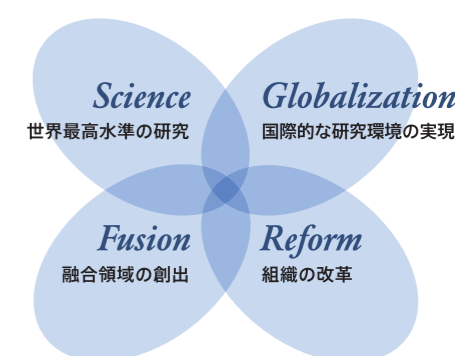 Science
世界最高水準の研究
Globalization
国際的な研究環境の実現
Fusion
融合領域の創出
Reform
組織の改革